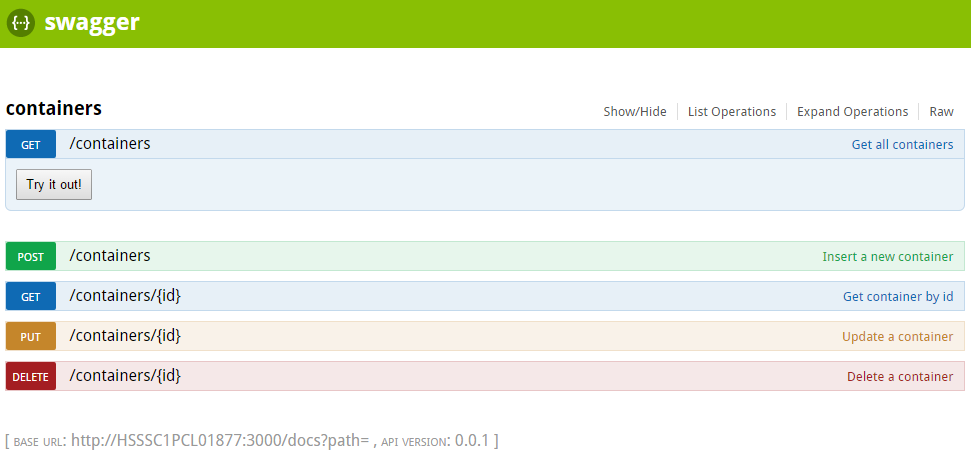 {···} swagger
containers Show/Hide List Operations Expand Operations Raw
GET /containers Get all containers
Try it out!
POST /containers Insert a new container
GET /containers/{id} Get container by id
PUT /containers/{id} Update a container
DELETE /containers/{id} Delete a container
[ BASE URL: http://HSSSC1PCL01877:3000/docs?path= , API VERSION: 0.0.1 ]